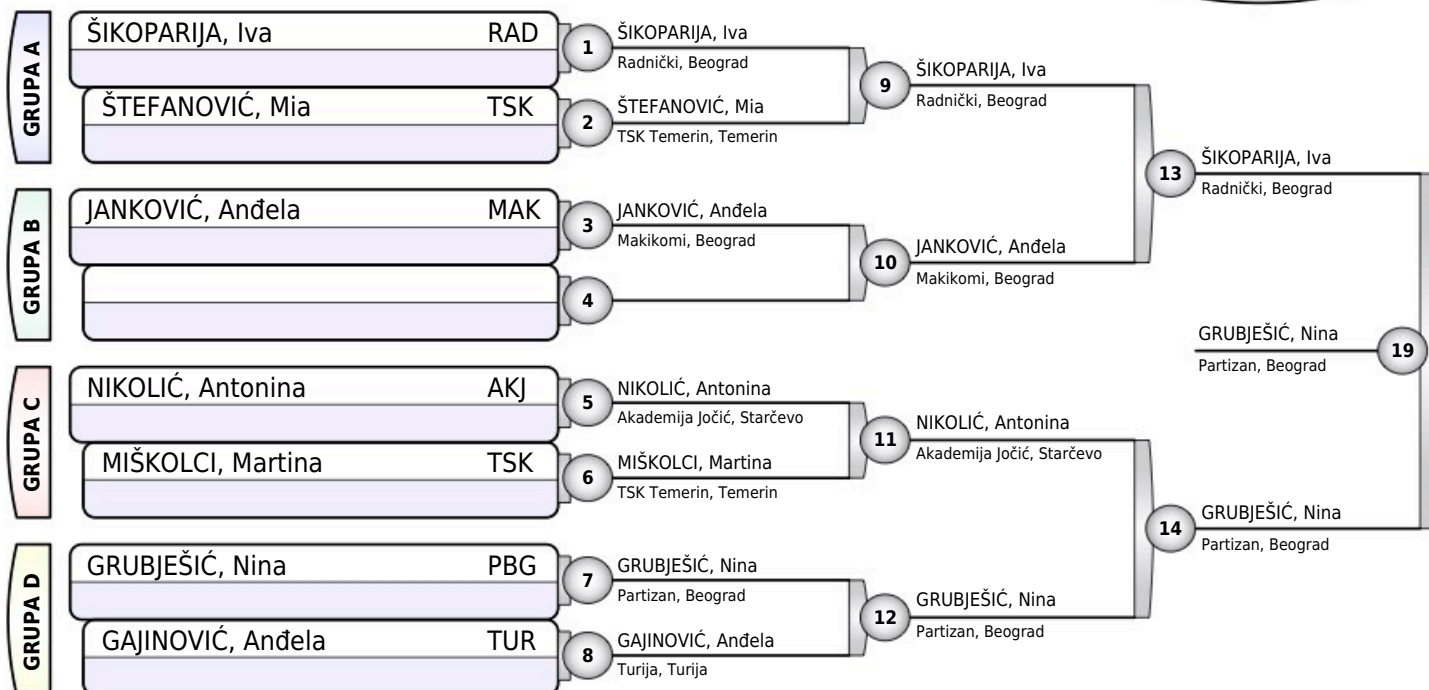 GRUPA A
ŠIKOPARIJA, Iva RAD
ŠTEFANOVIĆ, Mia TSK
1
ŠIKOPARIJA, Iva
Radnički, Beograd
2
ŠTEFANOVIĆ, Mia
TSK Temerin, Temerin
9
ŠIKOPARIJA, Iva
Radnički, Beograd
GRUPA B
JANKOVIĆ, Anđela MAK
3
JANKOVIĆ, Anđela
Makikomi, Beograd
4
10
JANKOVIĆ, Anđela
Makikomi, Beograd
13
ŠIKOPARIJA, Iva
Radnički, Beograd
GRUPA C
NIKOLIĆ, Antonina AKJ
MIŠKOLCI, Martina TSK
5
NIKOLIĆ, Antonina
Akademija Jočić, Starčevo
6
MIŠKOLCI, Martina
TSK Temerin, Temerin
11
NIKOLIĆ, Antonina
Akademija Jočić, Starčevo
GRUPA D
GRUBJEŠIĆ, Nina PBG
GAJINOVIĆ, Anđela TUR
7
GRUBJEŠIĆ, Nina
Partizan, Beograd
8
GAJINOVIĆ, Anđela
Turija, Turija
12
GRUBJEŠIĆ, Nina
Partizan, Beograd
14
GRUBJEŠIĆ, Nina
Partizan, Beograd
GRUBJEŠIĆ, Nina
Partizan, Beograd
19